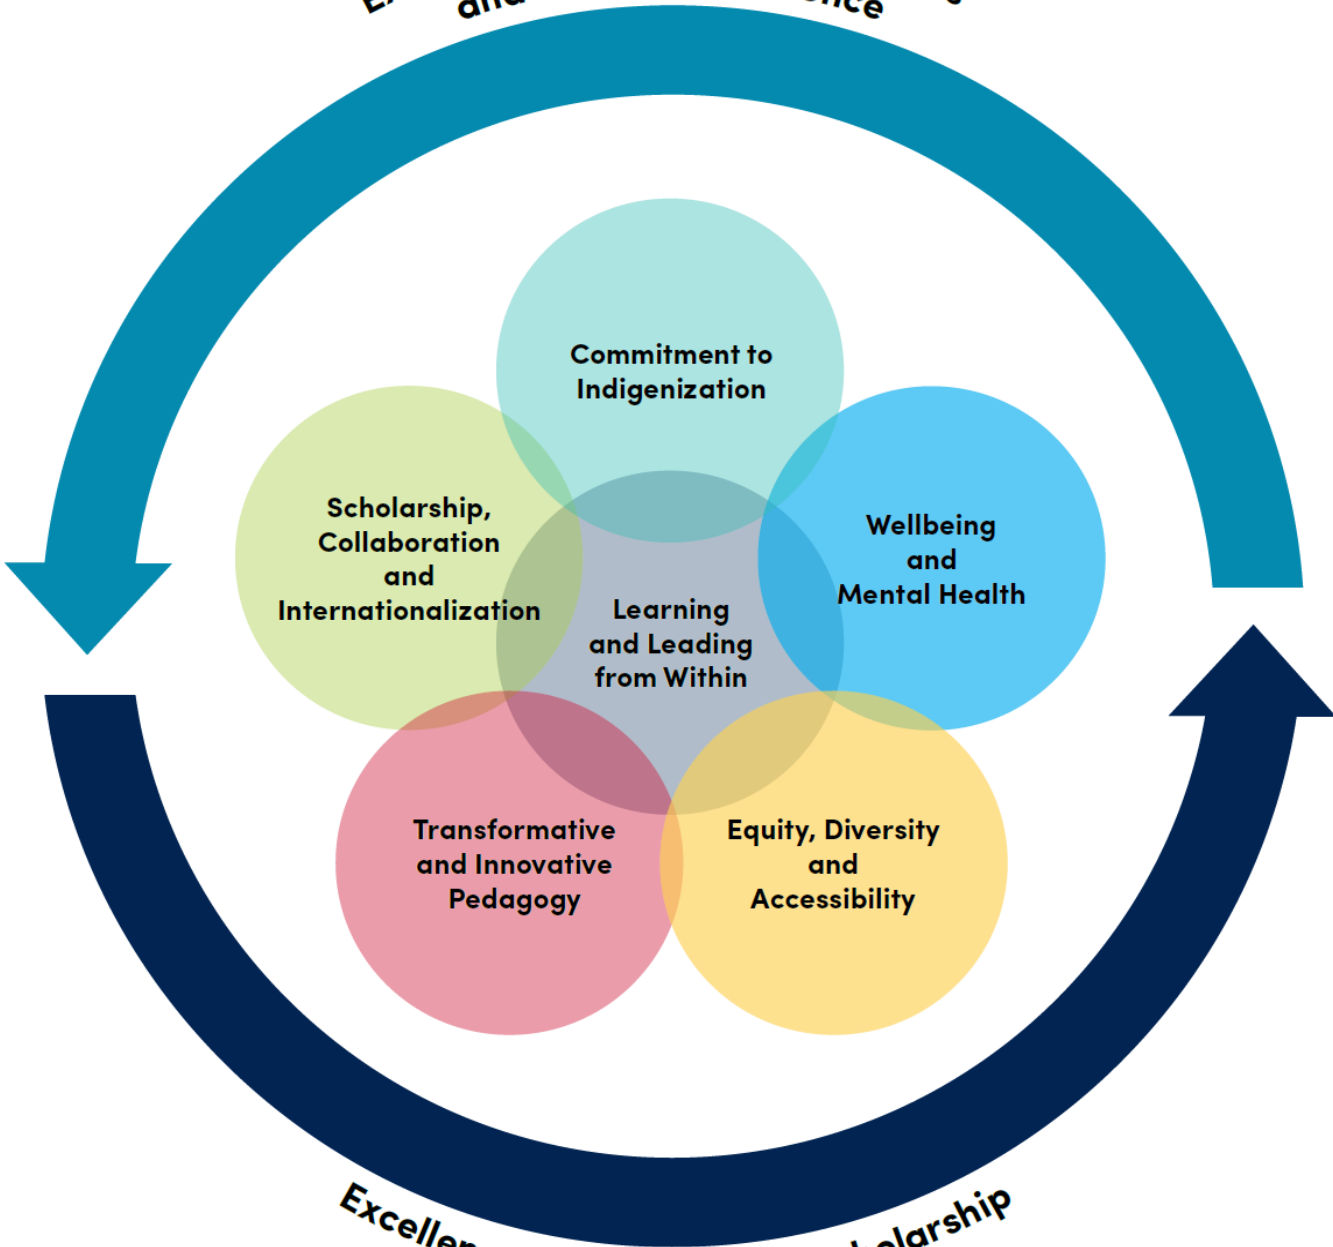 and
Commitment to
Indigenization
Scholarship,
Collaboration
and
Internationalization
Wellbeing
and
Mental Health
Learning
and Leading
from Within
Transformative
and Innovative
Pedagogy
Equity, Diversity
and
Accessibility